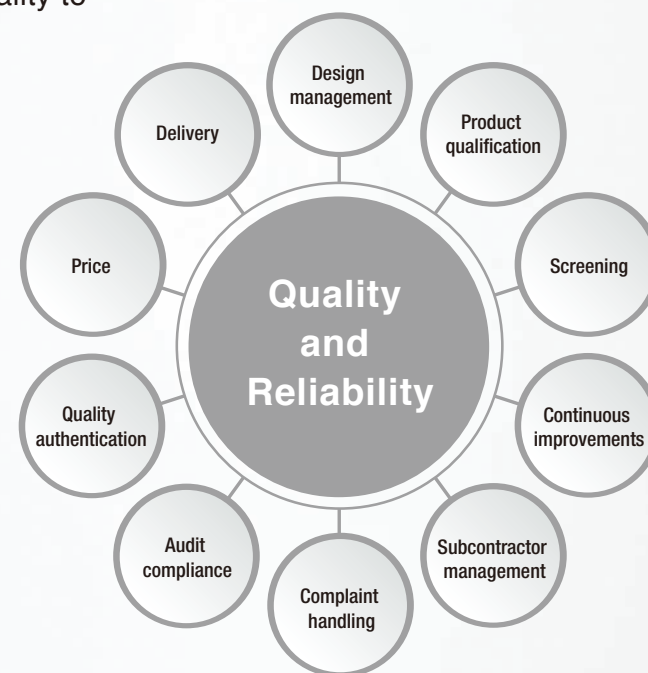 ality to
Design
management
Product
qualification
Screening
Continuous
improvements
Subcontractor
management
Complaint
handling
Audit
compliance
Quality
authentication
Price
Delivery
Quality
and
Reliability